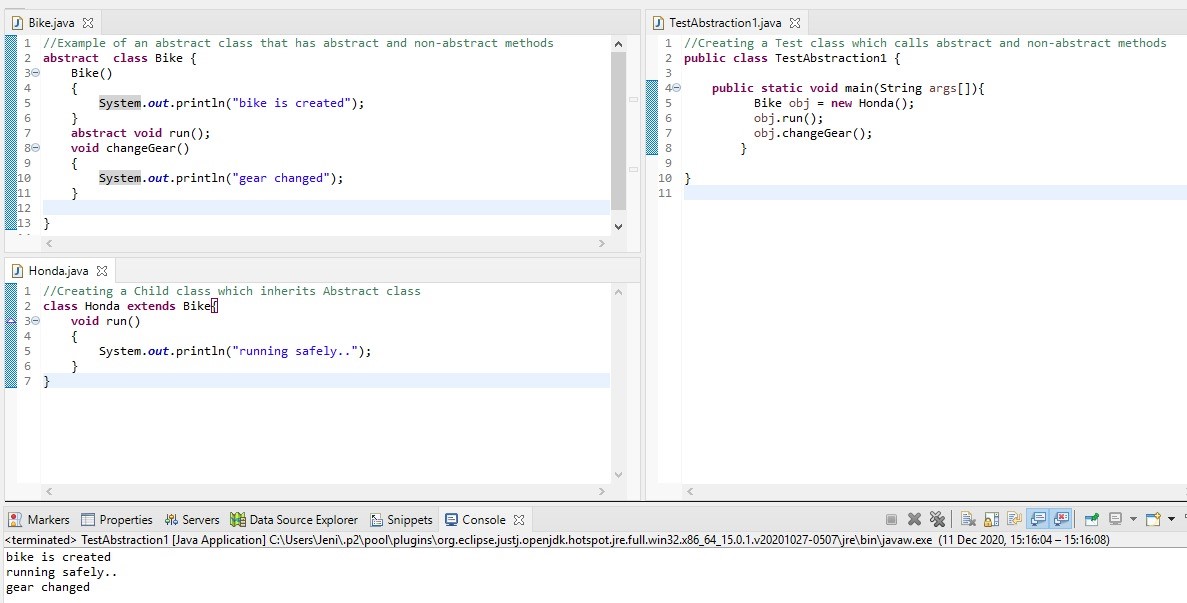 Bike.java
1 //Example of an abstract class that has abstract and non-abstract methods
2 abstract  class Bike {
3     Bike()
4     {
5         System.out.println("bike is created");
6     }
7     abstract void run();
8     void changeGear()
9     {
10         System.out.println("gear changed");
11     }
12
13 }
Honda.java
1 //Creating a Child class which inherits Abstract class
2 class Honda extends Bike{
3     void run()
4     {
5         System.out.println("running safely..");
6     }
7 }
TestAbstraction1.java
1 //Creating a Test class which calls abstract and non-abstract methods
2 public class TestAbstraction1 {
3
4     public static void main(String args[]){
5           Bike obj = new Honda();
6           obj.run();
7           obj.changeGear();
8         }
9
10 }
11
Markers Properties Servers Data Source Explorer Snippets Console
<terminated> TestAbstraction1 [Java Application] C:\Users\Jeni\.p2\pool\plugins\org.eclipse.justj.openjdk.hotspot.jre.full.win32.x86_64_15.0.1.v20201027-0507\jre\bin\javaw.exe (11 Dec 2020, 15:16:04 – 15:16:08)
bike is created
running safely..
gear changed